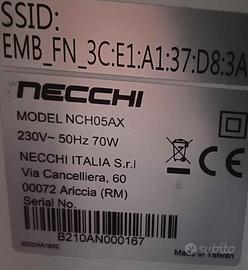 SSID:
EMB_FN_3C:E1:A1:37:D8:3A
NECCHI
MODEL NCH05AX
230V~ 50Hz 70W
NECCHI ITALIA S.r.l
Via Cancelliera, 60
00072 Ariccia (RM)
Serial No.
Made in Taiwan
B210AN000167
subito